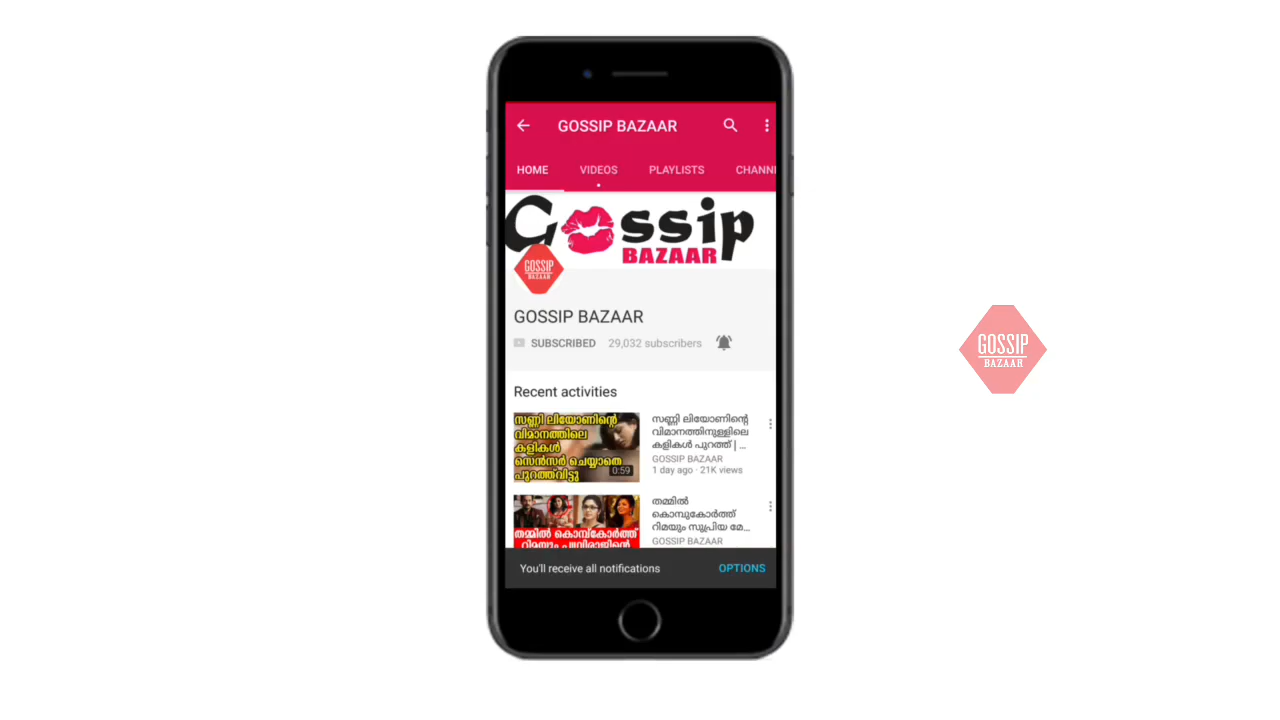 GOSSIP BAZAAR
HOME VIDEOS PLAYLISTS CHANN
Gossip
BAZAAR
GOSSIP
BAZAAR
GOSSIP BAZAAR
SUBSCRIBED 29,032 subscribers
Recent activities
സണ്ണി ലിയോണിന്റെ
വിമാനത്തിലെ
കളികൾ
സെൻസർ ചെയ്യാതെ
പുറത്തുവിട്ടു
0:59
സണ്ണി ലിയോണിന്റെ
വിമാനത്തിനുള്ളിലെ
കളികൾ പുറത്ത് | ...
GOSSIP BAZAAR
1 day ago · 21K views
തമ്മിൽ കൊമ്പ്കോർത്ത്
തമ്മിൽ
കൊമ്പുകോർത്ത്
റിമയും സുപ്രിയ മേ...
GOSSIP BAZAAR
You'll receive all notifications OPTIONS
GOSSIP
BAZAAR